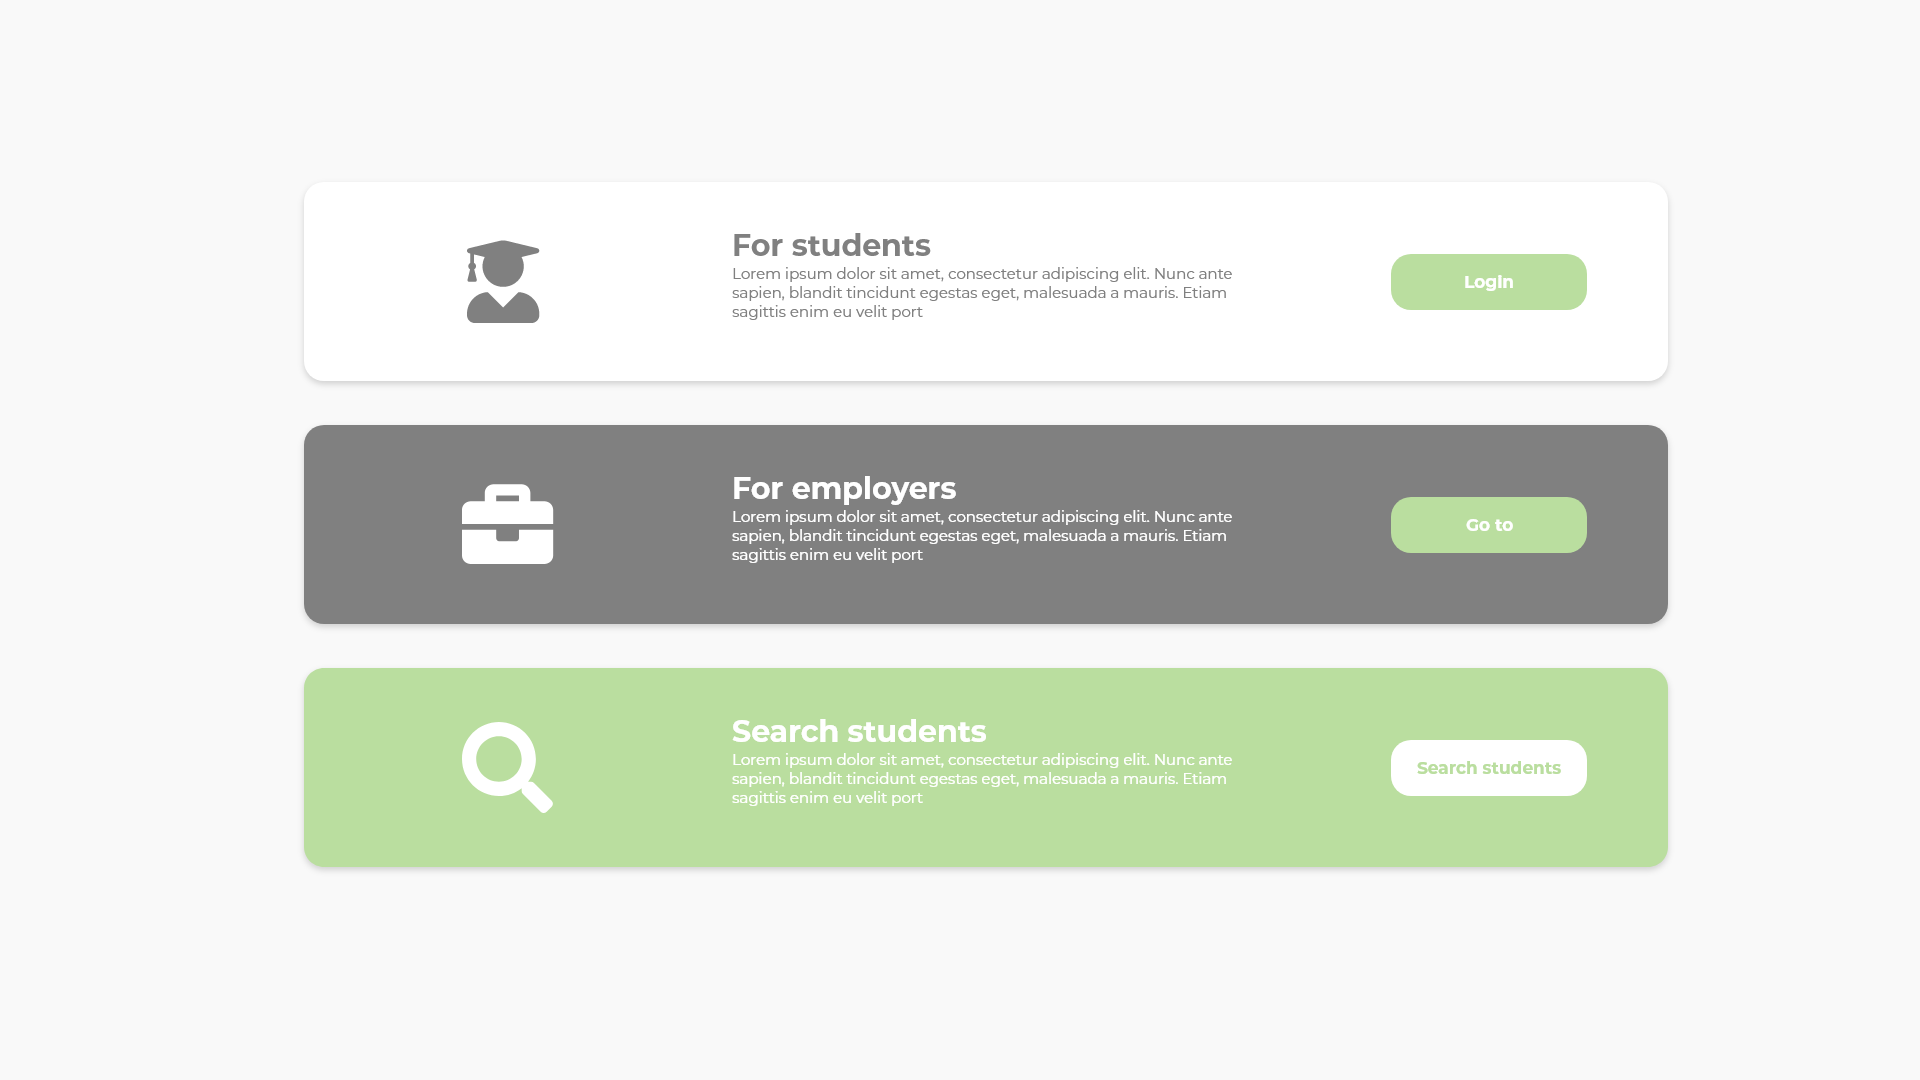 For students
Lorem ipsum dolor sit amet, consectetur adipiscing elit. Nunc ante
sapien, blandit tincidunt egestas eget, malesuada a mauris. Etiam
sagittis enim eu velit port
Login
For employers
Lorem ipsum dolor sit amet, consectetur adipiscing elit. Nunc ante
sapien, blandit tincidunt egestas eget, malesuada a mauris. Etiam
sagittis enim eu velit port
Go to
Search students
Lorem ipsum dolor sit amet, consectetur adipiscing elit. Nunc ante
sapien, blandit tincidunt egestas eget, malesuada a mauris. Etiam
sagittis enim eu velit port
Search students